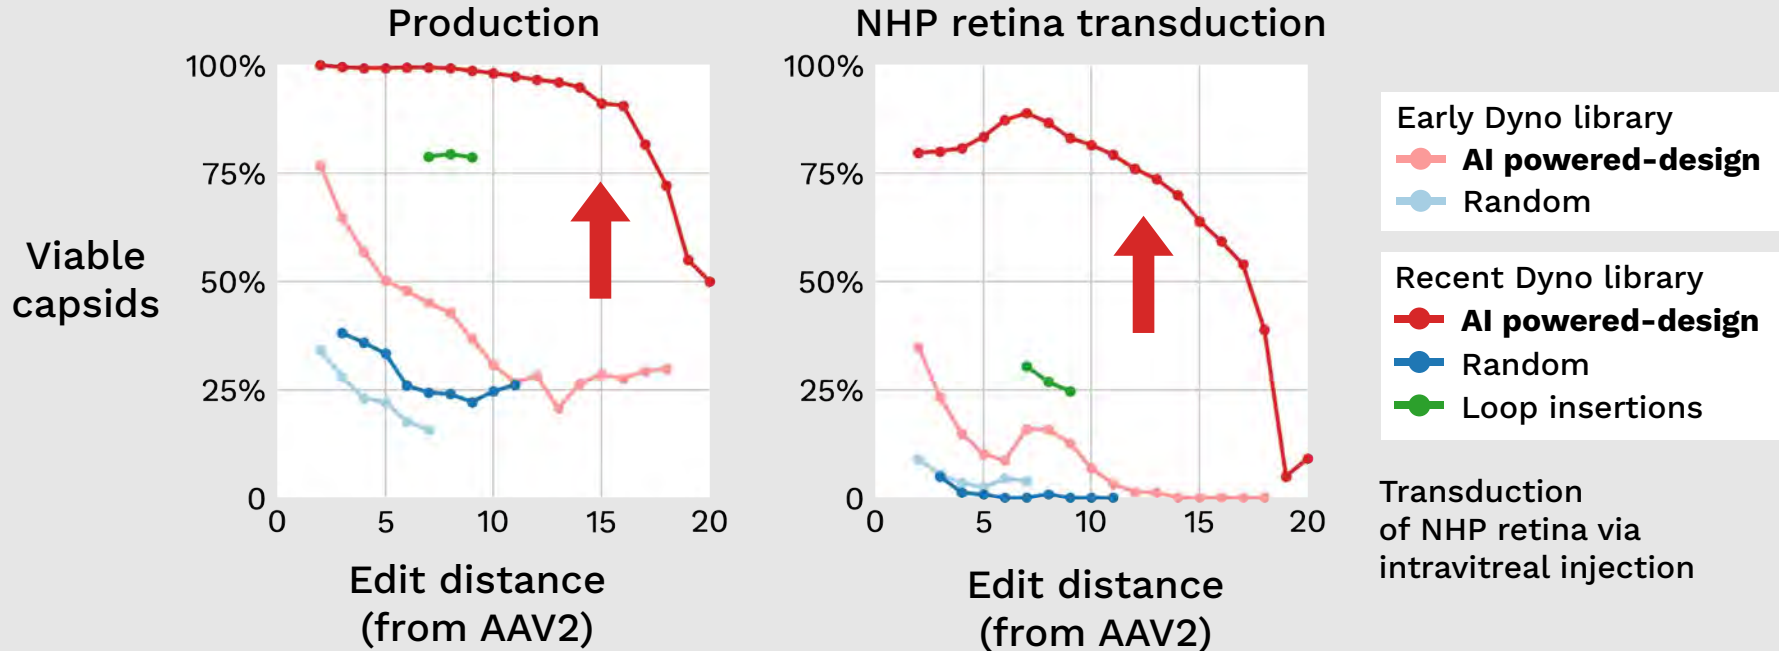 Production
100%
75%
50%
25%
0
0 5 10 15 20
Viable
capsids
Edit distance
(from AAV2)
NHP retina transduction
100%
75%
50%
25%
0
0 5 10 15 20
Edit distance
(from AAV2)
Early Dyno library
AI powered-design
Random
Recent Dyno library
AI powered-design
Random
Loop insertions
Transduction
of NHP retina via
intravitreal injection